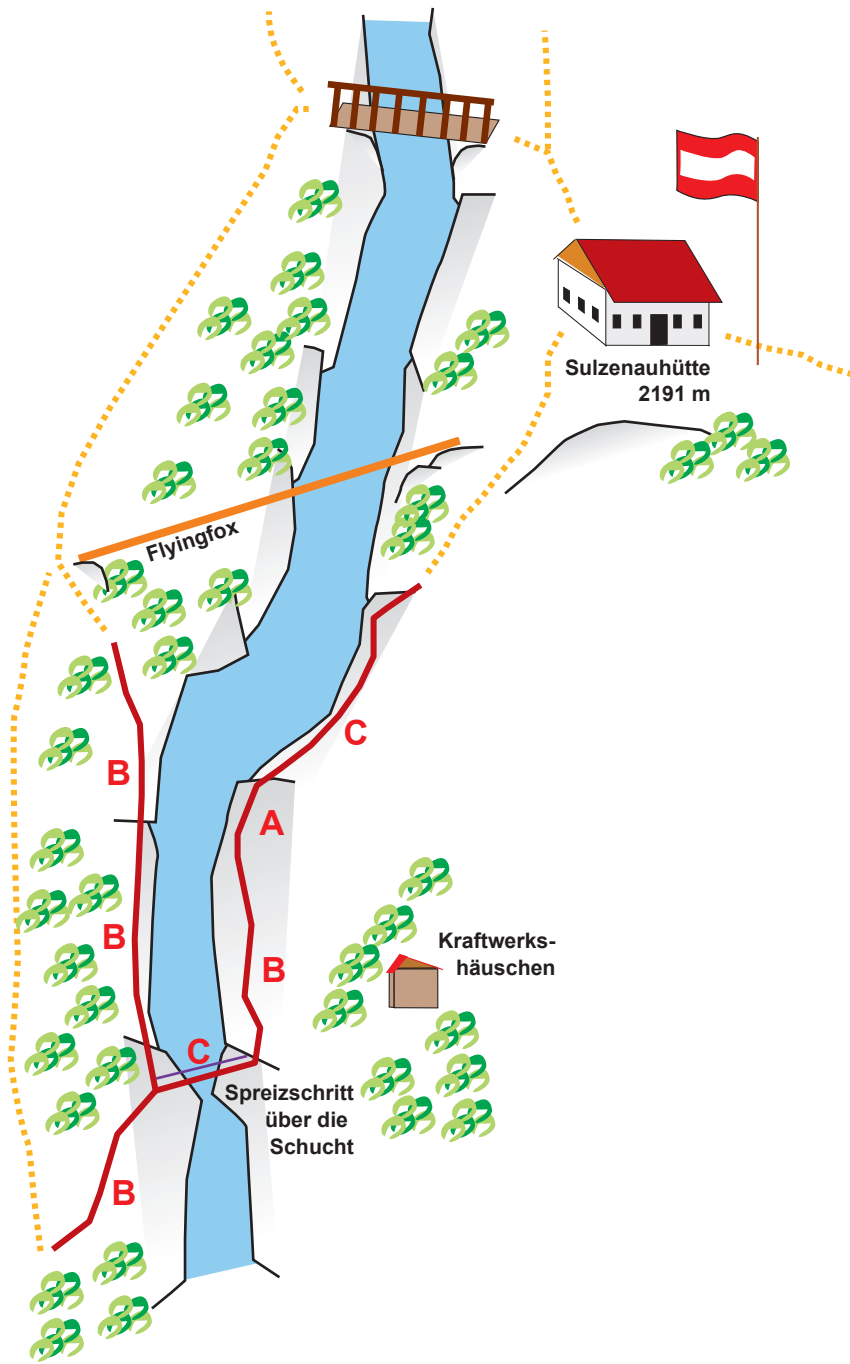 Sulzenauhütte
2191 m
Flyingfox
C
B
A
Kraftwerks-
häuschen
B
B
C
Spreizschritt
über die
Schucht
B